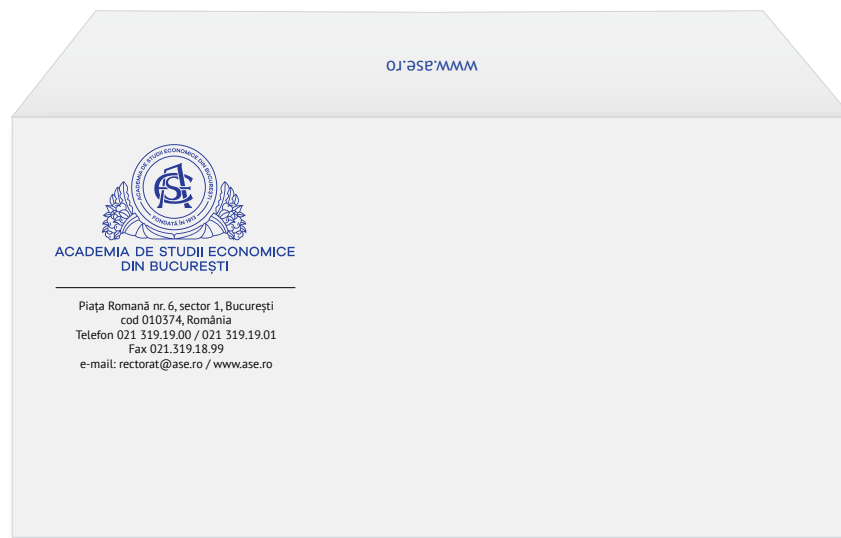 www.ase.ro
ACADEMIA DE STUDII ECONOMICE DIN BUCUREȘTI
FONDATĂ ÎN 1913
ASE
ACADEMIA DE STUDII ECONOMICE
DIN BUCUREȘTI
Piața Romană nr. 6, sector 1, București
cod 010374, România
Telefon 021 319.19.00 / 021 319.19.01
Fax 021.319.18.99
e-mail: rectorat@ase.ro / www.ase.ro